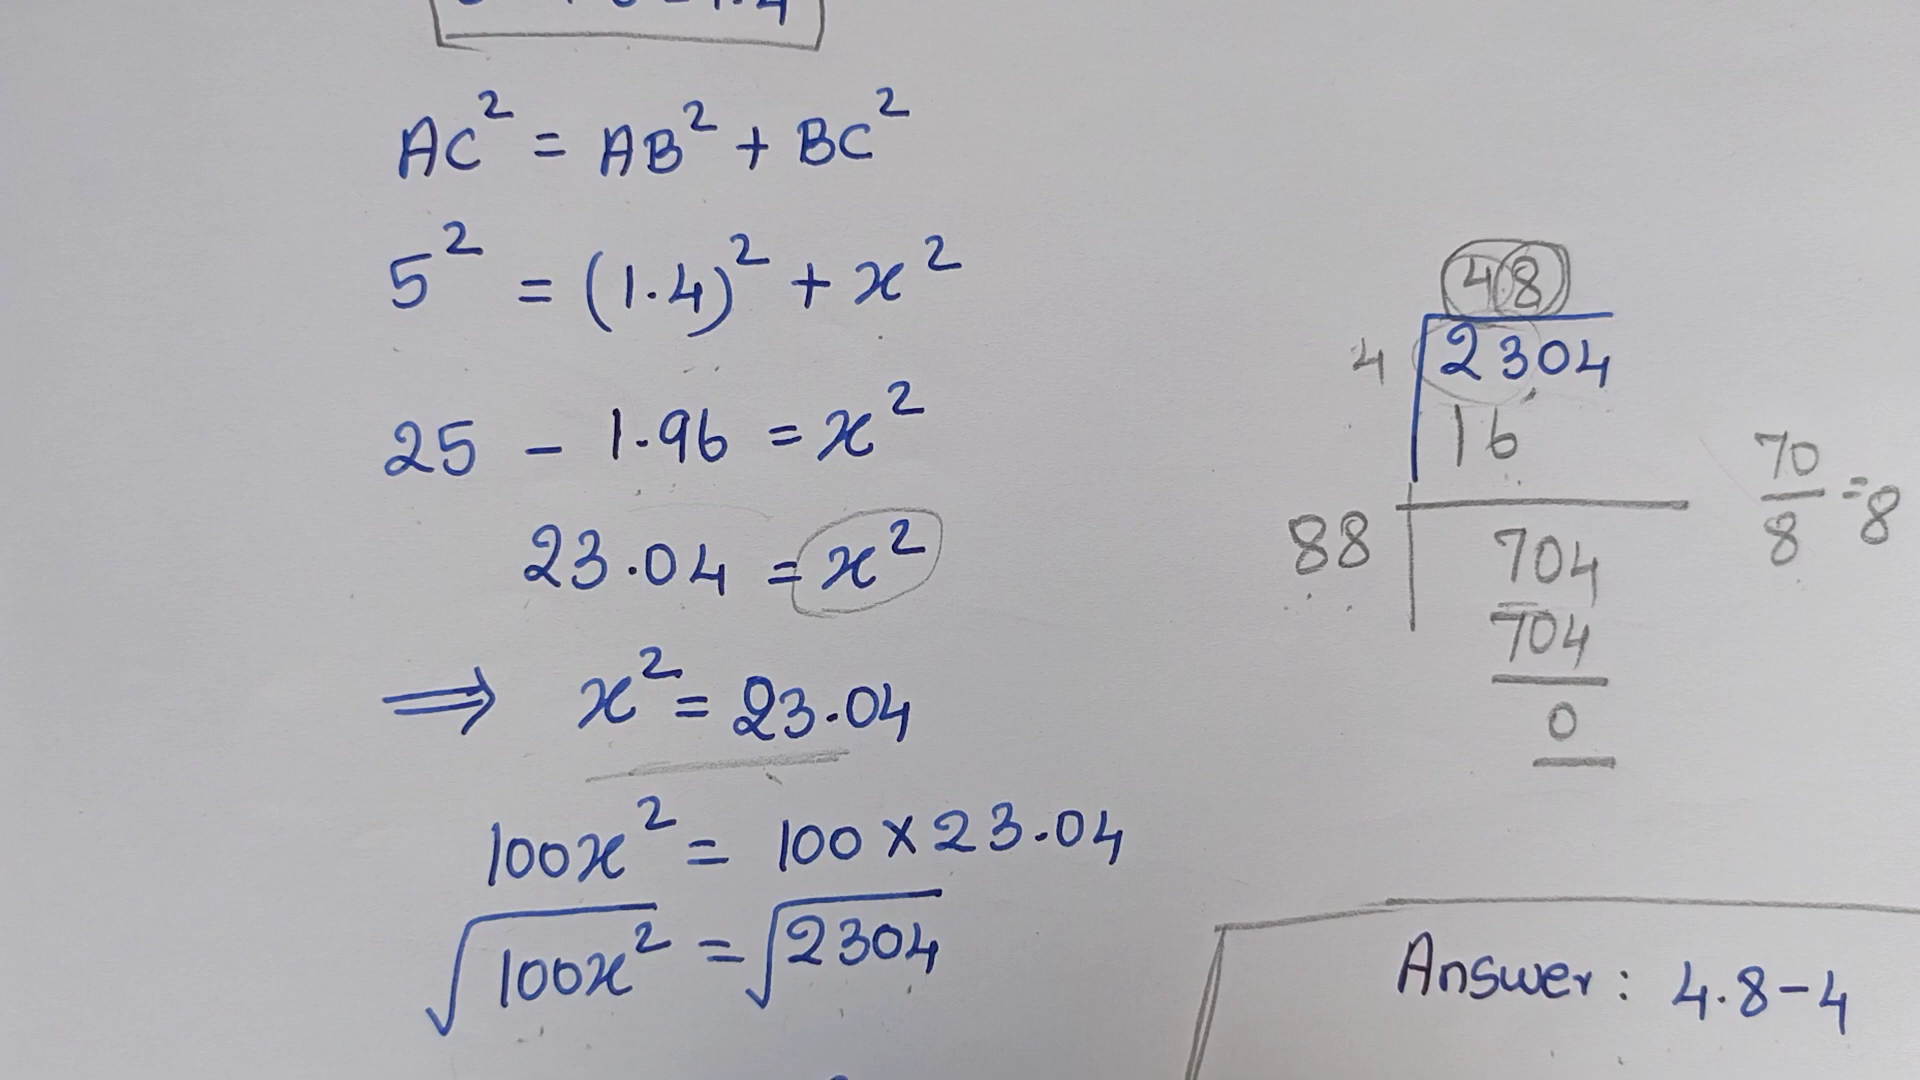 AC² = AB² + BC²
5² = (1.4)² + x²
25 - 1.96 = x²
23.04 = x²
⟹ x² = 23.04
100x² = 100 × 23.04
√100x² = √2304
48
4 2304
16
88 704
704
0
70/8 = 8
Answer: 4.8-4